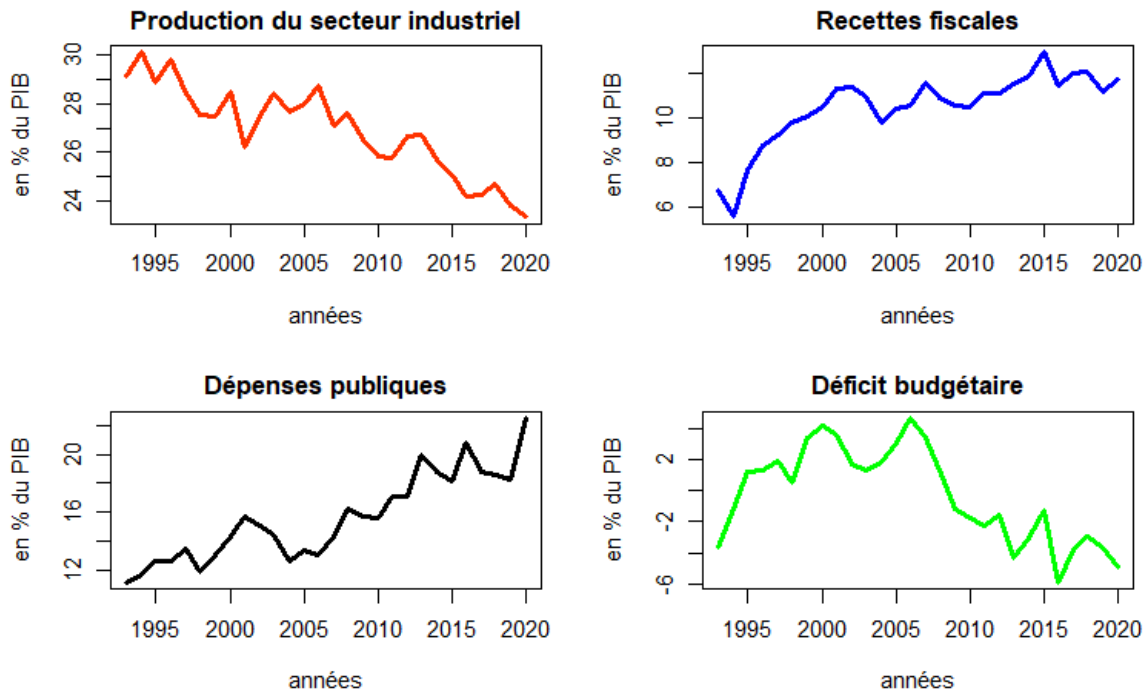 Production du secteur industriel
en % du PIB
30
28
26
24
1995 2000 2005 2010 2015 2020
années
Recettes fiscales
en % du PIB
10
8
6
1995 2000 2005 2010 2015 2020
années
Dépenses publiques
en % du PIB
20
16
12
1995 2000 2005 2010 2015 2020
années
Déficit budgétaire
en % du PIB
2
-2
-6
1995 2000 2005 2010 2015 2020
années